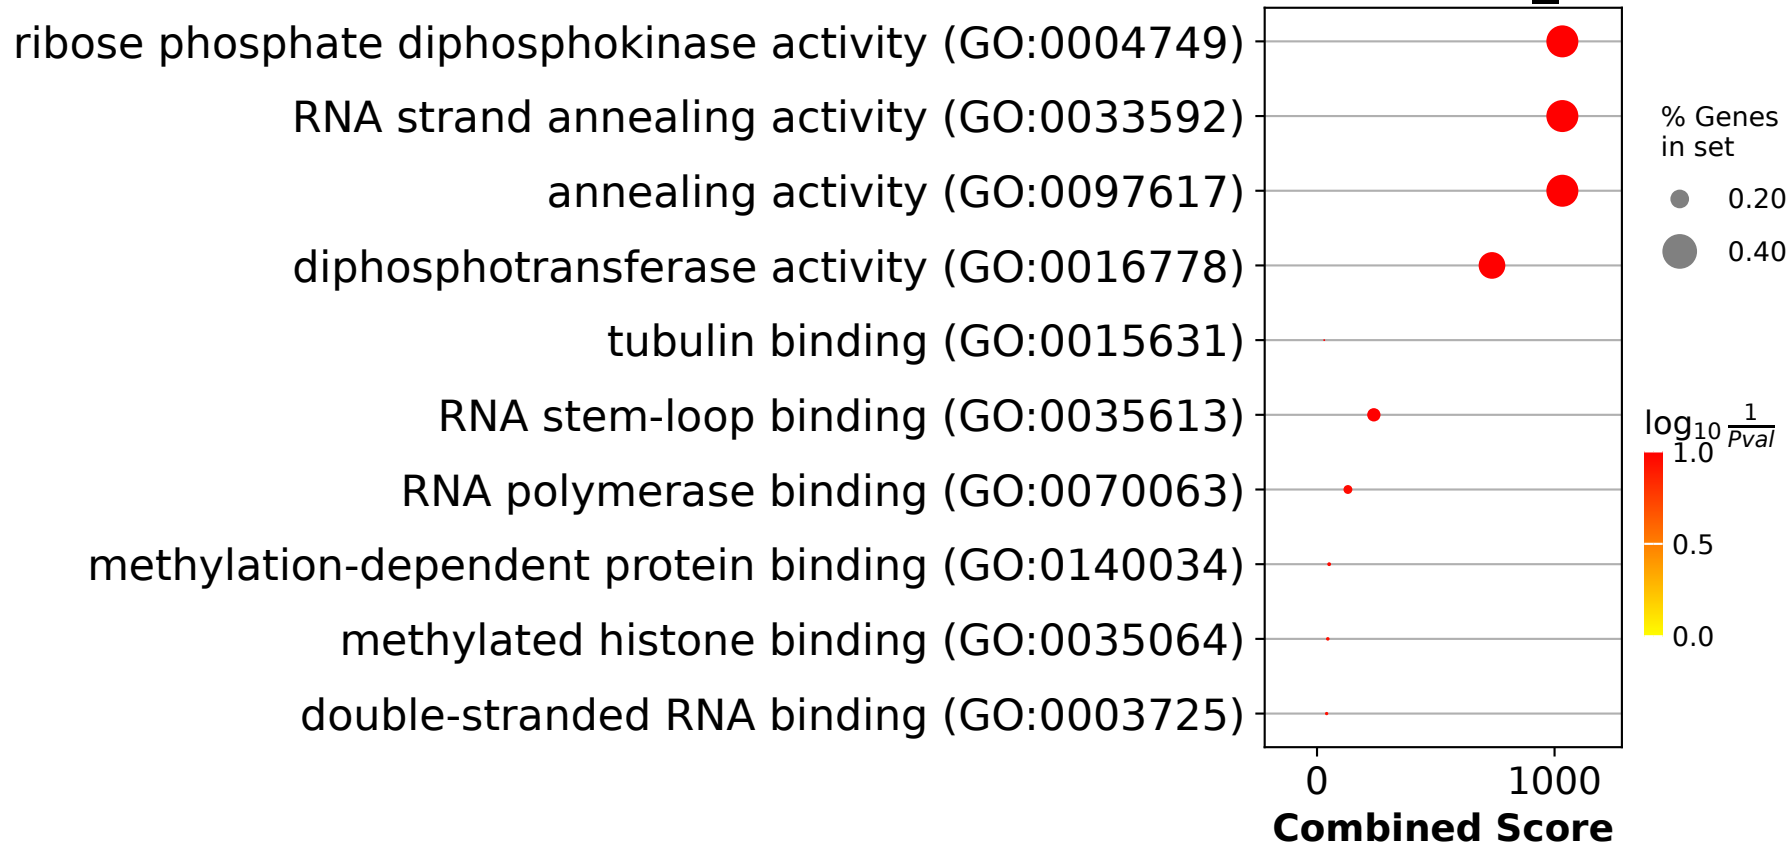 ribose phosphate diphosphokinase activity (GO:0004749)
RNA strand annealing activity (GO:0033592)
annealing activity (GO:0097617)
diphosphotransferase activity (GO:0016778)
tubulin binding (GO:0015631)
RNA stem-loop binding (GO:0035613)
RNA polymerase binding (GO:0070063)
methylation-dependent protein binding (GO:0140034)
methylated histone binding (GO:0035064)
double-stranded RNA binding (GO:0003725)
0 1000
Combined Score
% Genes
in set
0.20
0.40
log10 1/Pval
1.0
0.5
0.0